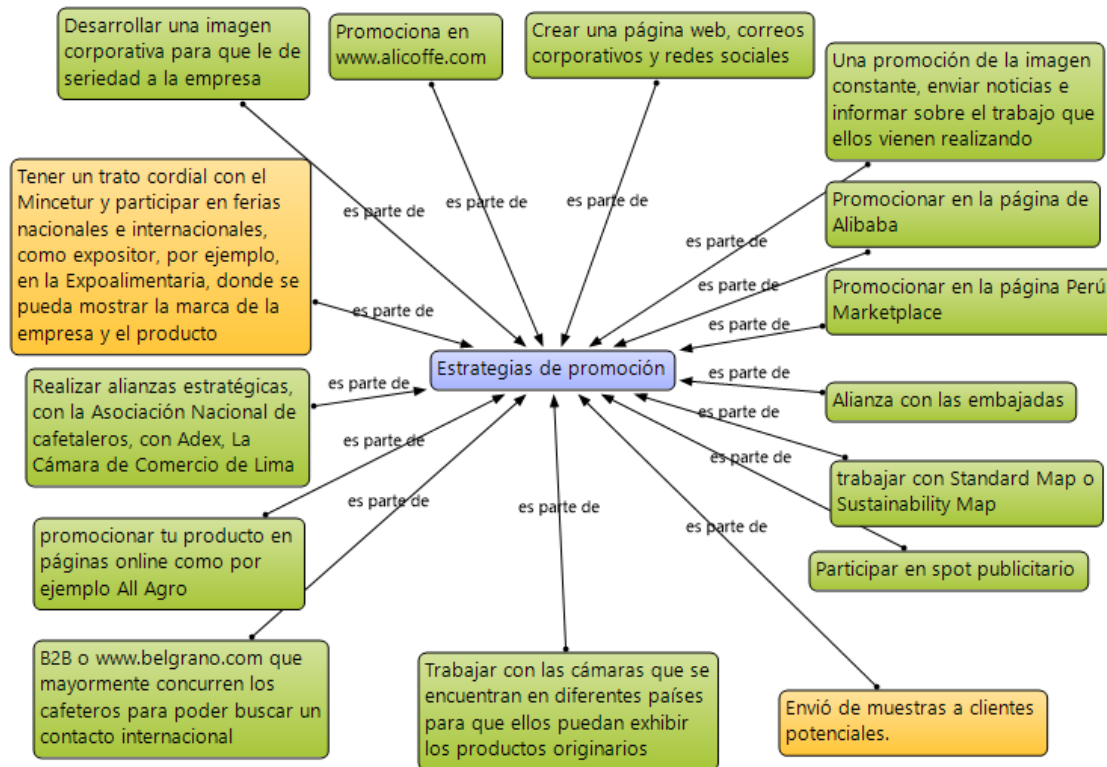 Desarrollar una imagen
corporativa para que le de
seriedad a la empresa
Promociona en
www.alicoffe.com
Crear una página web, correos
corporativos y redes sociales
Una promoción de la imagen
constante, enviar noticias e
informar sobre el trabajo que
ellos vienen realizando
Tener un trato cordial con el
Mincetur y participar en ferias
nacionales e internacionales,
como expositor, por ejemplo,
en la Expoalimentaria, donde se
pueda mostrar la marca de la
empresa y el producto
es parte de
es parte de
es parte de
es parte de
Promocionar en la página de
Alibaba
es parte de
Promocionar en la página Perú
Marketplace
es parte de
es parte de
Estrategias de promoción
Realizar alianzas estratégicas,
con la Asociación Nacional de
cafetaleros, con Adex, La
Cámara de Comercio de Lima
es parte de
es parte de
Alianza con las embajadas
es parte de
es parte de
trabajar con Standard Map o
Sustainability Map
es parte de
promocionar tu producto en
páginas online como por
ejemplo All Agro
es parte de
es parte de
es parte de
Participar en spot publicitario
B2B o www.belgrano.com que
mayormente concurren los
cafeteros para poder buscar un
contacto internacional
Trabajar con las cámaras que se
encuentran en diferentes países
para que ellos puedan exhibir
los productos originarios
Envió de muestras a clientes
potenciales.